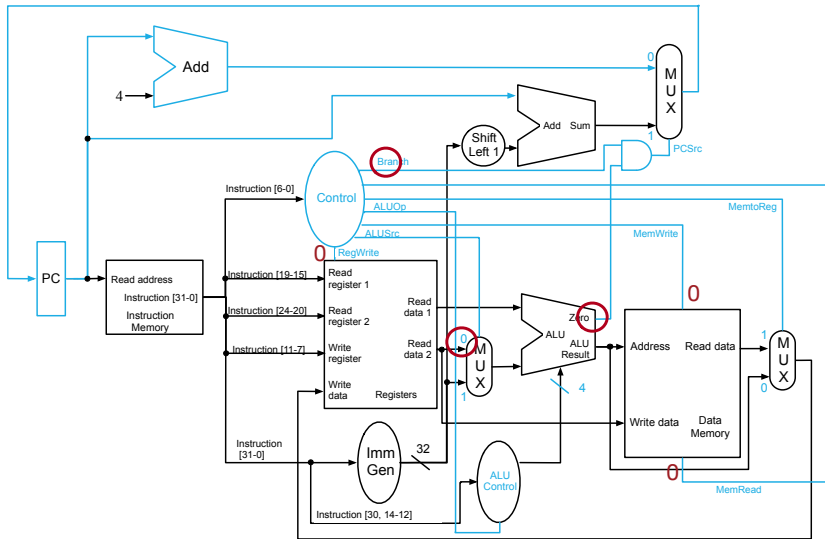 Add
4
0
M
U
X
1
PCSrc
Add Sum
Shift
Left 1
Branch
Control
Instruction [6-0]
ALUOp
MemtoReg
MemWrite
ALUSrc
0 RegWrite
PC
Read address
Instruction [31-0]
Instruction
Memory
Instruction [19-15]
Read
register 1
Instruction [24-20]
Read
register 2
Instruction [11-7]
Write
register
Write
data
Registers
Read
data 1
Read
data 2
0
M
U
X
1
Zero
ALU
ALU
Result
4
0
Address
Read data
Write data
Data
Memory
0
MemRead
1
M
U
X
0
Instruction
[31-0]
Imm
Gen
32
ALU
Control
Instruction [30, 14-12]